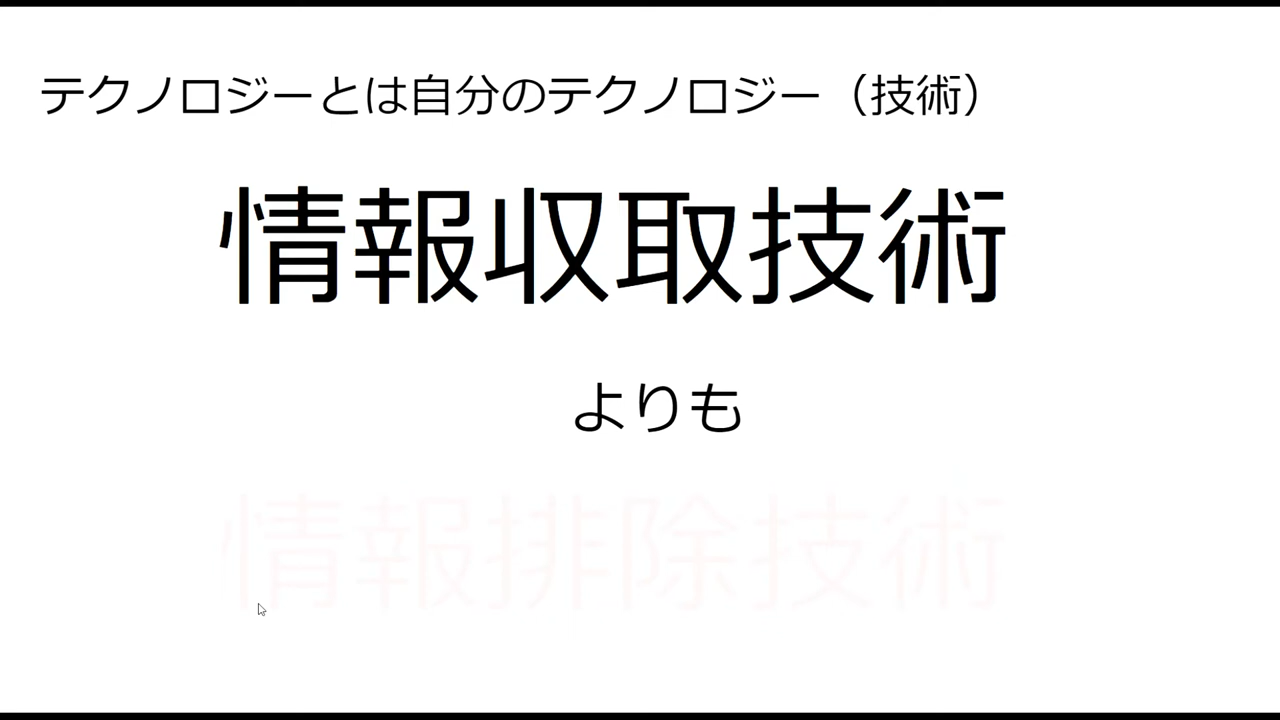 テクノロジーとは自分のテクノロジー（技術）
情報収取技術
よりも
情報排除技術